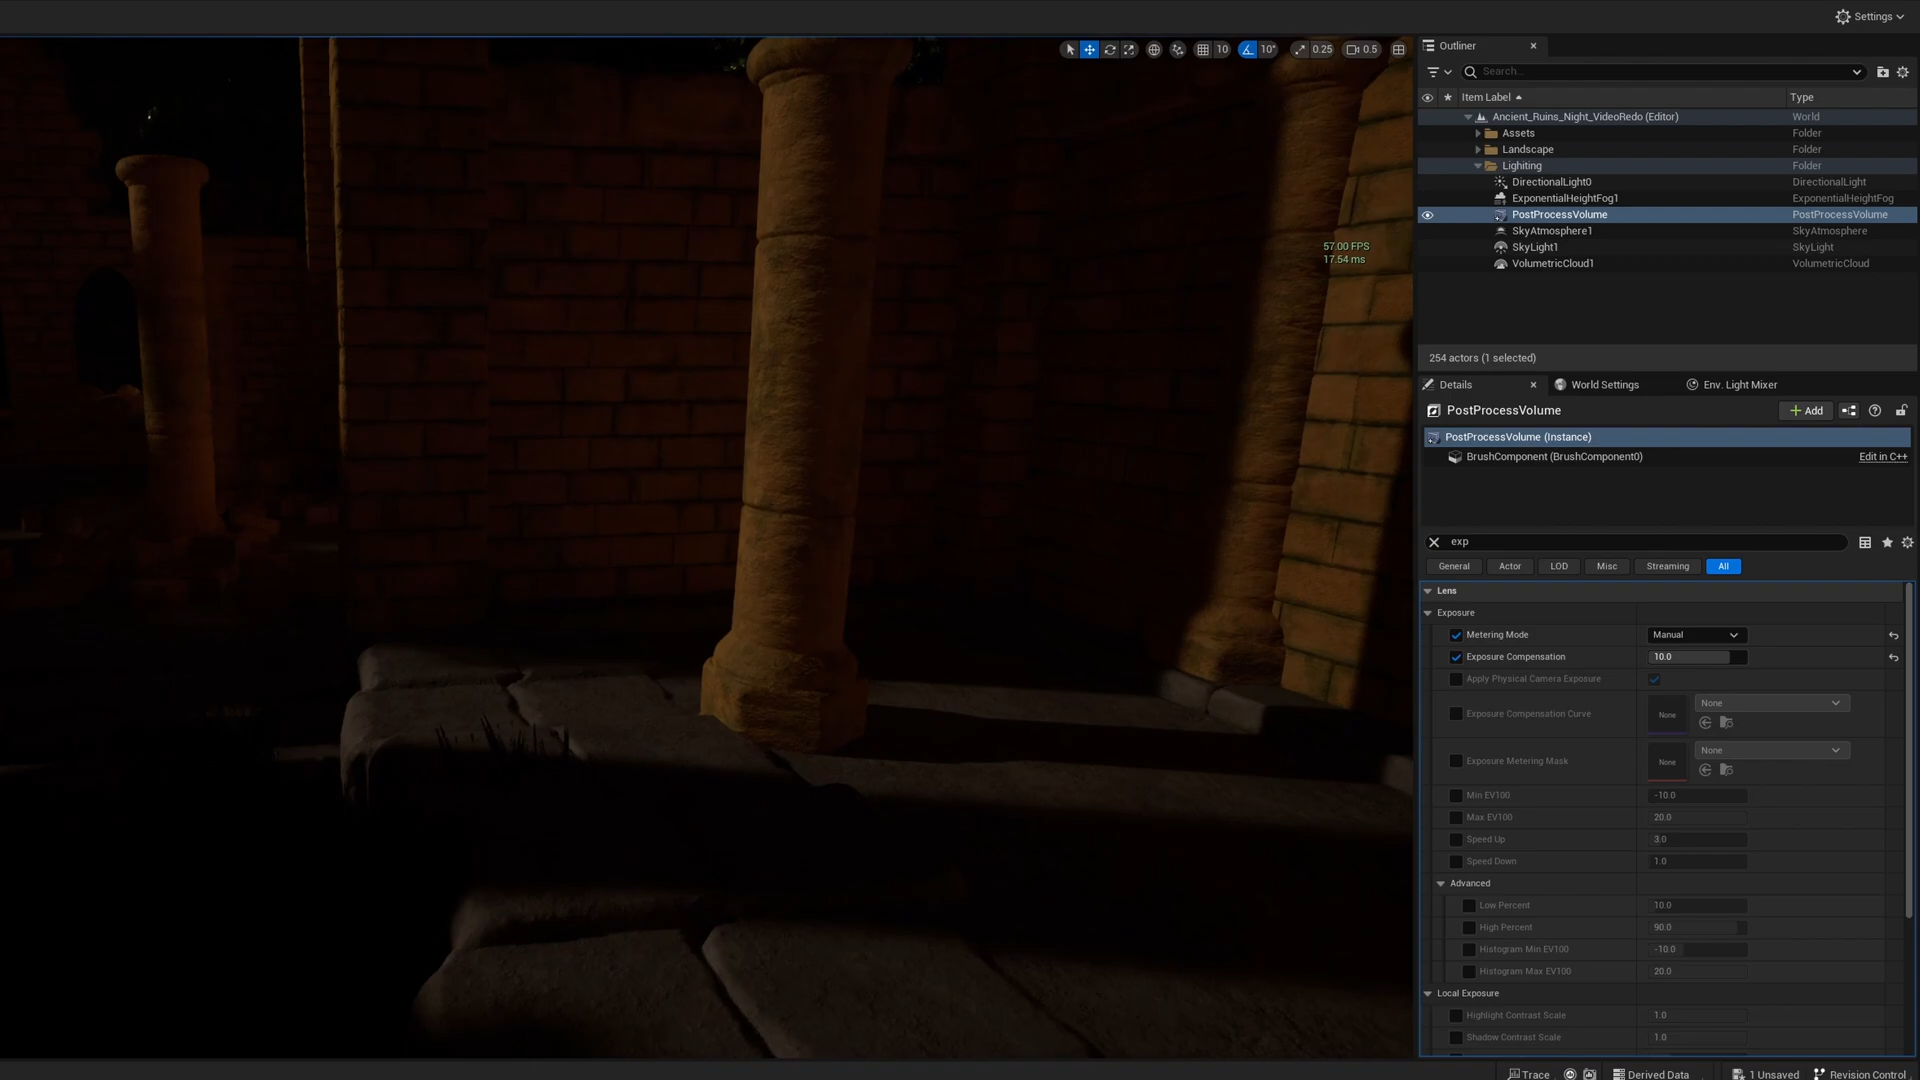 Settings
10
10°
0.25
0.5
57.00 FPS
17.54 ms
Outliner
Search...
Item Label
Type
Ancient_Ruins_Night_VideoRedo (Editor)
World
Assets
Folder
Landscape
Folder
Lighiting
Folder
DirectionalLight0
DirectionalLight
ExponentialHeightFog1
ExponentialHeightFog
PostProcessVolume
PostProcessVolume
SkyAtmosphere1
SkyAtmosphere
SkyLight1
SkyLight
VolumetricCloud1
VolumetricCloud
254 actors (1 selected)
Details
World Settings
Env. Light Mixer
PostProcessVolume
Add
PostProcessVolume (Instance)
BrushComponent (BrushComponent0)
Edit in C++
exp
General
Actor
LOD
Misc
Streaming
All
Lens
Exposure
Metering Mode
Manual
Exposure Compensation
10.0
Apply Physical Camera Exposure
Exposure Compensation Curve
None
None
Exposure Metering Mask
None
None
Min EV100
-10.0
Max EV100
20.0
Speed Up
3.0
Speed Down
1.0
Advanced
Low Percent
10.0
High Percent
90.0
Histogram Min EV100
-10.0
Histogram Max EV100
20.0
Local Exposure
Highlight Contrast Scale
1.0
Shadow Contrast Scale
1.0
Trace
Derived Data
1 Unsaved
Revision Control